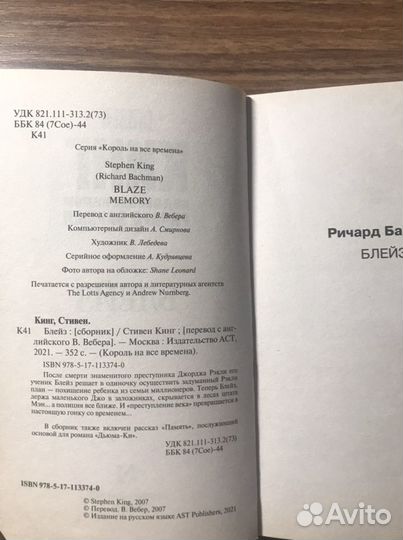 УДК 821.111-313.2(73)
ББК 84 (7Сое)-44
К41
Серия «Король на все времена»
Stephen King
(Richard Bachman)
BLAZE
MEMORY
Перевод с английского В. Вебера
Компьютерный дизайн А. Смирнова
Художник В. Лебедева
Серийное оформление А. Кудрявцева
Фото автора на обложке: Shane Leonard
Печатается с разрешения автора и литературных агентств
The Lotts Agency и Andrew Nurnberg.
Кинг, Стивен.
К41 Блейз : [сборник] / Стивен Кинг ; [перевод с анг-
лийского В. Вебера]. — Москва : Издательство АСТ,
2021. — 352 с. — (Король на все времена).
ISBN 978-5-17-113374-0
После смерти знаменитого преступника Джорджа Рэкли его
ученик Блейз решает в одиночку осуществить задуманный Рэкли
план — похищение ребенка из семьи миллионеров. Теперь Блейз,
держа маленького Джо в заложниках, скрывается в лесах штата
Мэн... а полиция все ближе. И «преступление века» превращается в
настоящую гонку со временем...
В сборник также включен рассказ «Память», послуживший
основой для романа «Дьюма-Ки».
УДК 821.111-313.2(73)
ББК 84 (7Сое)-44
ISBN 978-5-17-113374-0
© Stephen King, 2007
© Перевод. В. Вебер, 2007
© Издание на русском языке AST Publishers, 2021
Ричард Ба
БЛЕЙЗ
Avito